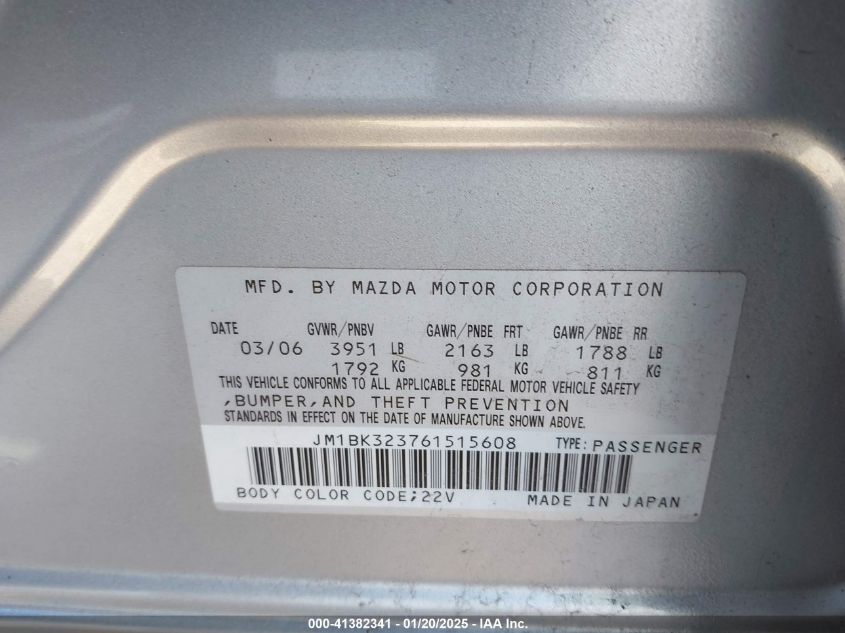 MFD. BY MAZDA MOTOR CORPORATION
DATE GVWR/PNBV GAWR/PNBE FRT GAWR/PNBE RR
03/06 3951 LB 2163 LB 1788 LB
1792 KG 981 KG 811 KG
THIS VEHICLE CONFORMS TO ALL APPLICABLE FEDERAL MOTOR VEHICLE SAFETY
,BUMPER,AND THEFT PREVENTION
STANDARDS IN EFFECT ON THE DATE OF MANUFACTURE SHOWN ABOVE.
JM1BK323761515608 TYPE:PASSENGER
BODY COLOR CODE;22V MADE IN JAPAN
000-41382341 — 01/20/2025 — IAA Inc.